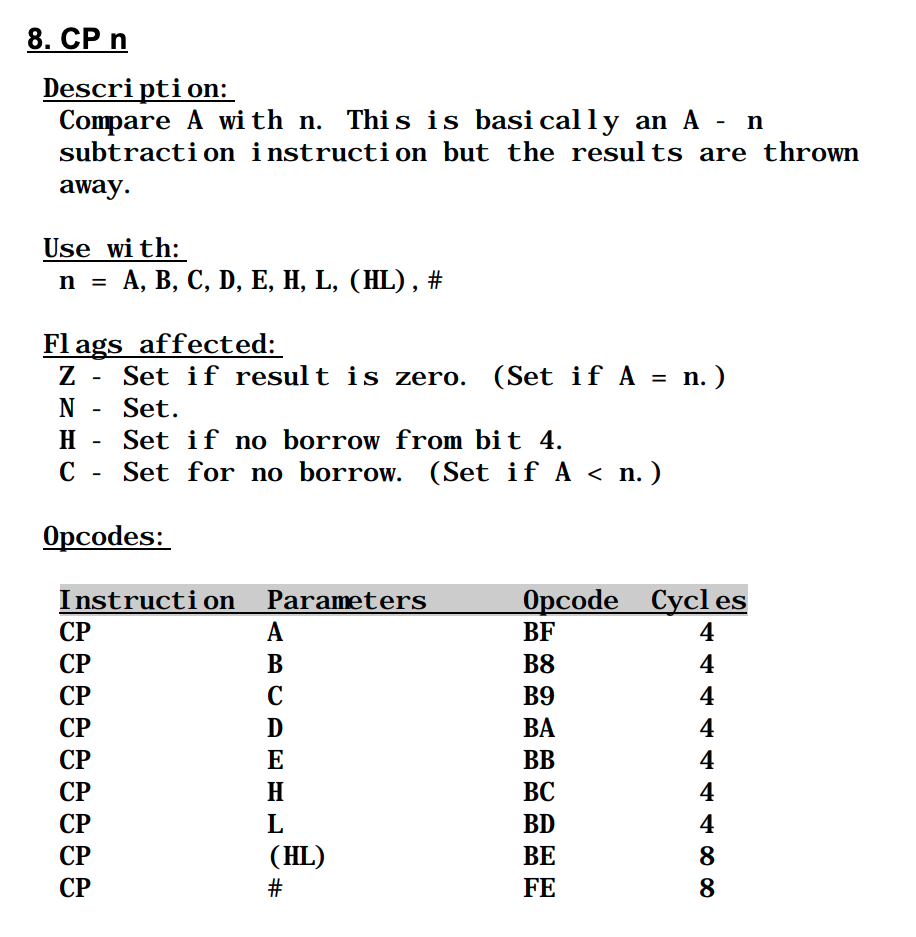 8. CP n
Description:
Compare A with n. This is basically an A - n
subtraction instruction but the results are thrown
away.
Use with:
n = A,B,C,D,E,H,L,(HL),#
Flags affected:
Z - Set if result is zero. (Set if A = n.)
N - Set.
H - Set if no borrow from bit 4.
C - Set for no borrow. (Set if A < n.)
Opcodes:
Instruction Parameters Opcode Cycles
CP A BF 4
CP B B8 4
CP C B9 4
CP D BA 4
CP E BB 4
CP H BC 4
CP L BD 4
CP (HL) BE 8
CP # FE 8